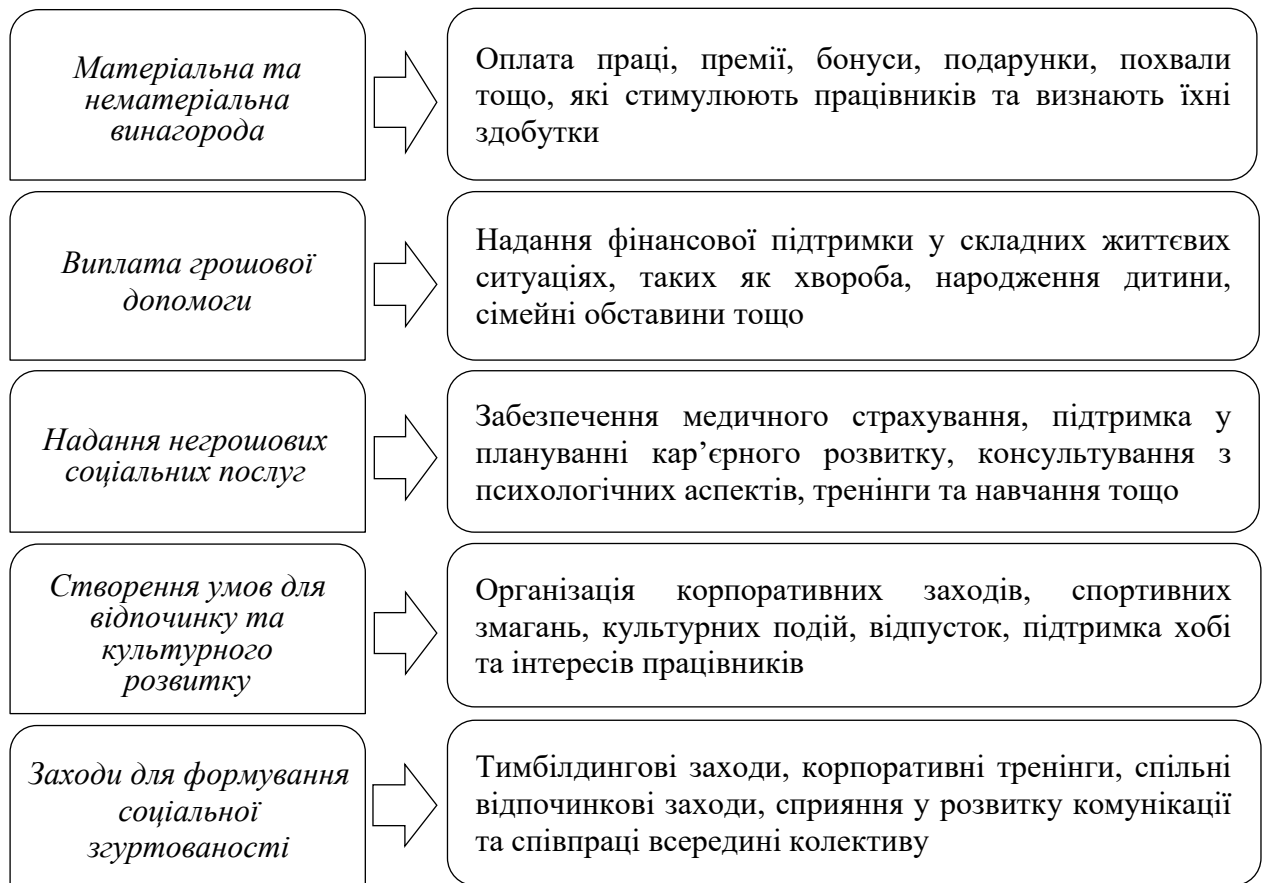 Матеріальна та
нематеріальна
винагорода
Оплата праці, премії, бонуси, подарунки, похвали
тощо, які стимулюють працівників та визнають їхні
здобутки
Виплата грошової
допомоги
Надання фінансової підтримки у складних життєвих
ситуаціях, таких як хвороба, народження дитини,
сімейні обставини тощо
Надання негрошових
соціальних послуг
Забезпечення медичного страхування, підтримка у
плануванні кар’єрного розвитку, консультування з
психологічних аспектів, тренінги та навчання тощо
Створення умов для
відпочинку та
культурного
розвитку
Організація корпоративних заходів, спортивних
змагань, культурних подій, відпусток, підтримка хобі
та інтересів працівників
Заходи для формування
соціальної
згуртованості
Тимбілдингові заходи, корпоративні тренінги, спільні
відпочинкові заходи, сприяння у розвитку комунікації
та співпраці всередині колективу